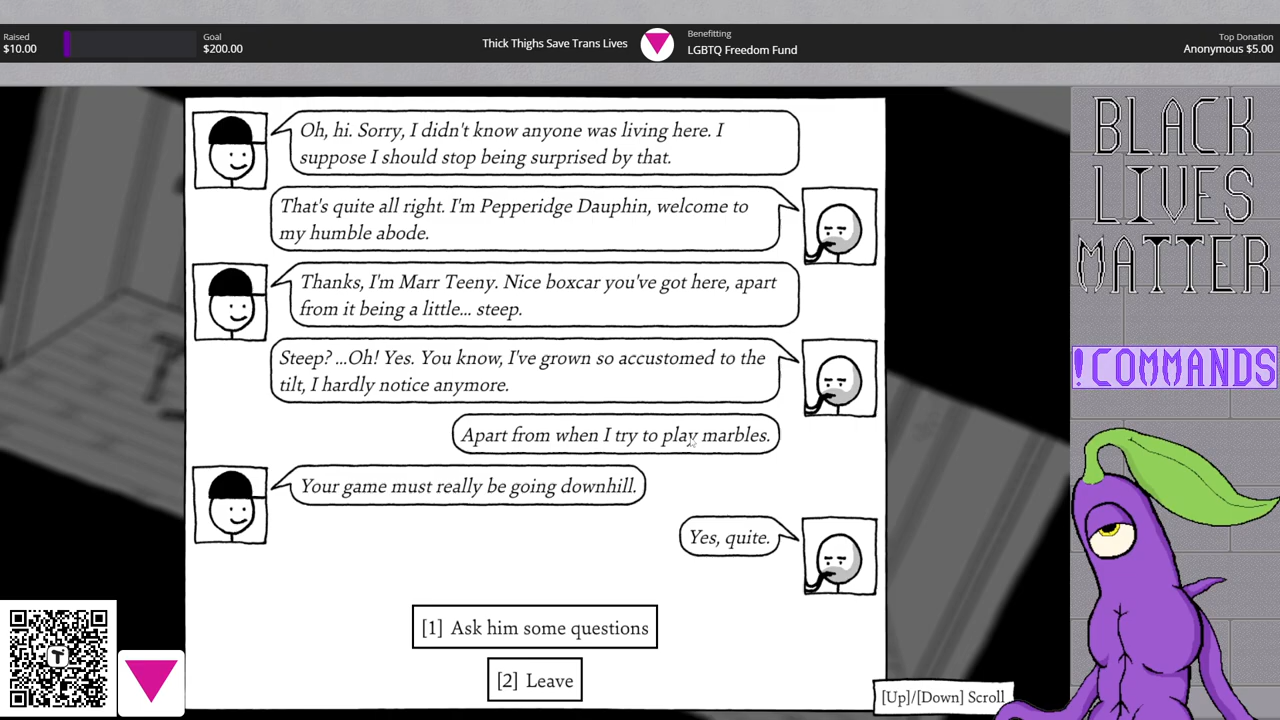 Raised
$10.00
Goal
$200.00
Thick Thighs Save Trans Lives
Benefitting
LGBTQ Freedom Fund
Top Donation
Anonymous $5.00
Oh, hi. Sorry, I didn't know anyone was living here. I
suppose I should stop being surprised by that.
That's quite all right. I'm Pepperidge Dauphin, welcome to
my humble abode.
Thanks, I'm Marr Teeny. Nice boxcar you've got here, apart
from it being a little... steep.
Steep? ...Oh! Yes. You know, I've grown so accustomed to the
tilt, I hardly notice anymore.
Apart from when I try to play marbles.
Your game must really be going downhill.
Yes, quite.
[1] Ask him some questions
[2] Leave
[Up]/[Down] Scroll
BLACK
LIVES
MATTER
!COMMANDS
T